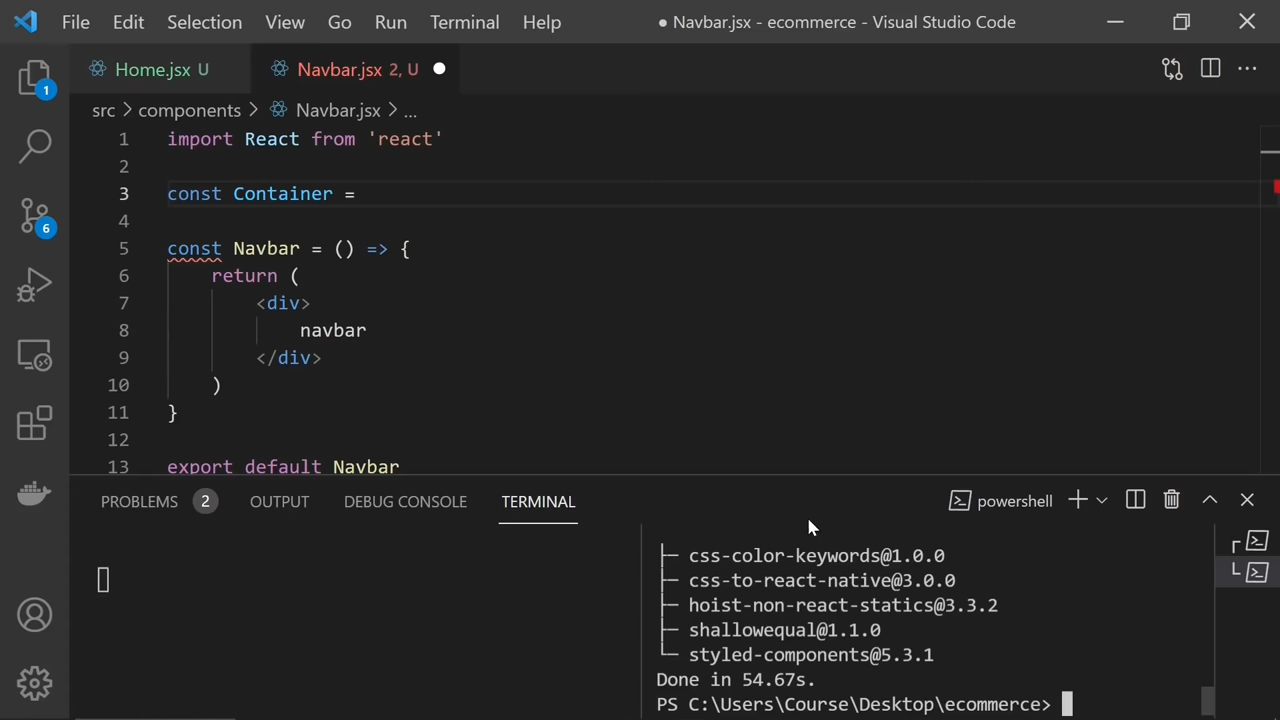 File Edit Selection View Go Run Terminal Help ● Navbar.jsx - ecommerce - Visual Studio Code
Home.jsx U Navbar.jsx 2, U
src > components > Navbar.jsx > ...
1 import React from 'react'
2
3 const Container =
4
5 const Navbar = () => {
6 return (
7 <div>
8 navbar
9 </div>
10 )
11 }
12
13 export default Navbar
PROBLEMS 2 OUTPUT DEBUG CONSOLE TERMINAL powershell
├─ css-color-keywords@1.0.0
├─ css-to-react-native@3.0.0
├─ hoist-non-react-statics@3.3.2
├─ shallowequal@1.1.0
└─ styled-components@5.3.1
Done in 54.67s.
PS C:\Users\Course\Desktop\ecommerce>
1
6